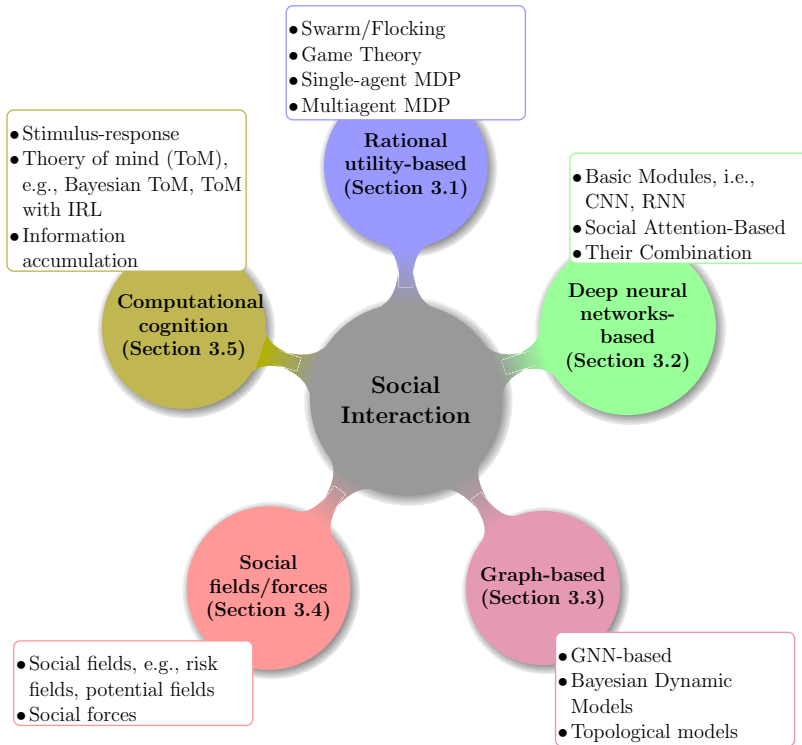 ● Swarm/Flocking
● Game Theory
● Single-agent MDP
● Multiagent MDP
Rational
utility-based
(Section 3.1)
● Stimulus-response
● Thoery of mind (ToM),
e.g., Bayesian ToM, ToM
with IRL
● Information
accumulation
Computational
cognition
(Section 3.5)
● Basic Modules, i.e.,
CNN, RNN
● Social Attention-Based
● Their Combination
Deep neural
networks-
based
(Section 3.2)
Social
Interaction
Social
fields/forces
(Section 3.4)
● Social fields, e.g., risk
fields, potential fields
● Social forces
Graph-based
(Section 3.3)
● GNN-based
● Bayesian Dynamic
Models
● Topological models